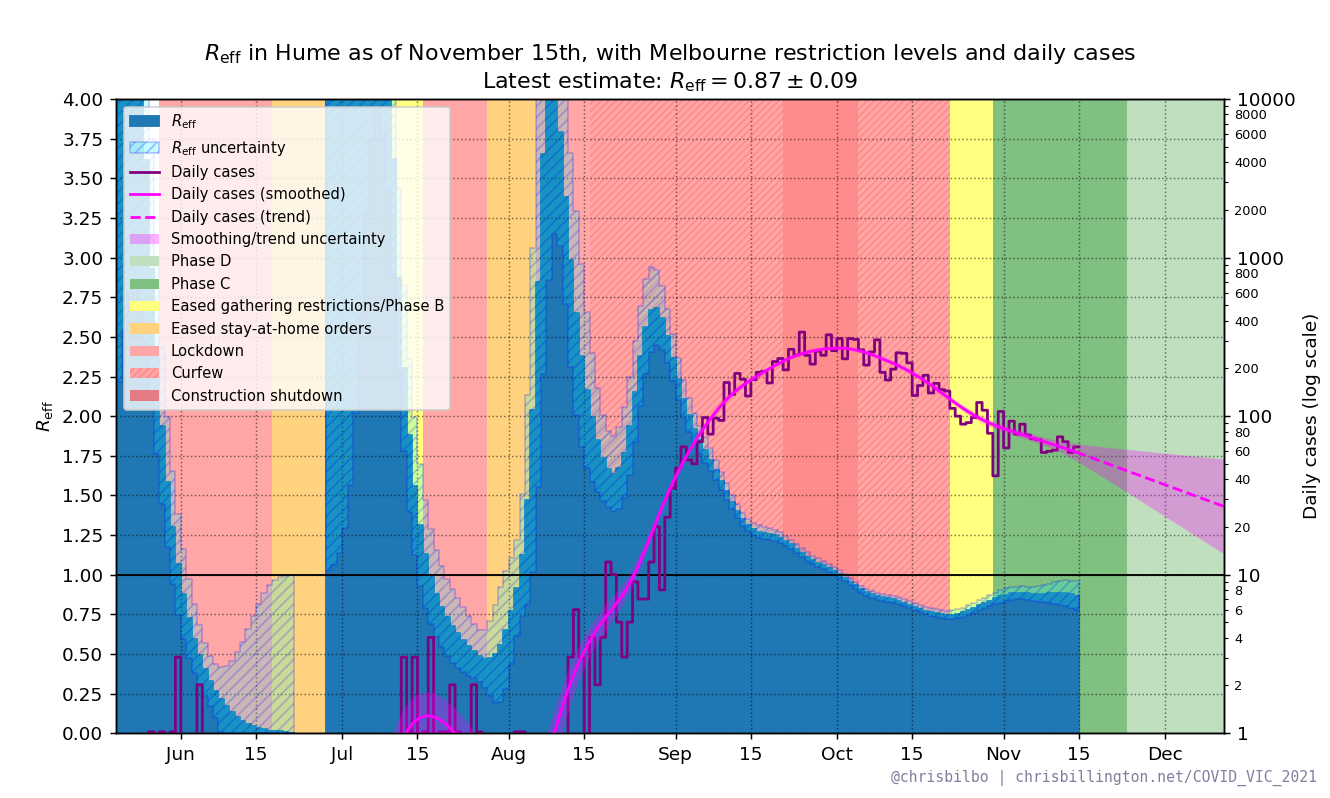 Reff in Hume as of November 15th, with Melbourne restriction levels and daily cases
Latest estimate: Reff = 0.87 ± 0.09
Reff
4.00
3.75
3.50
3.25
3.00
2.75
2.50
2.25
2.00
1.75
1.50
1.25
1.00
0.75
0.50
0.25
0.00
Reff
Reff uncertainty
Daily cases
Daily cases (smoothed)
Daily cases (trend)
Smoothing/trend uncertainty
Phase D
Phase C
Eased gathering restrictions/Phase B
Eased stay-at-home orders
Lockdown
Curfew
Construction shutdown
10000
8000
6000
4000
2000
1000
800
600
400
200
100
80
60
40
20
10
8
6
4
2
1
Daily cases (log scale)
Jun 15 Jul 15 Aug 15 Sep 15 Oct 15 Nov 15 Dec
@chrisbilbo | chrisbillington.net/COVID_VIC_2021